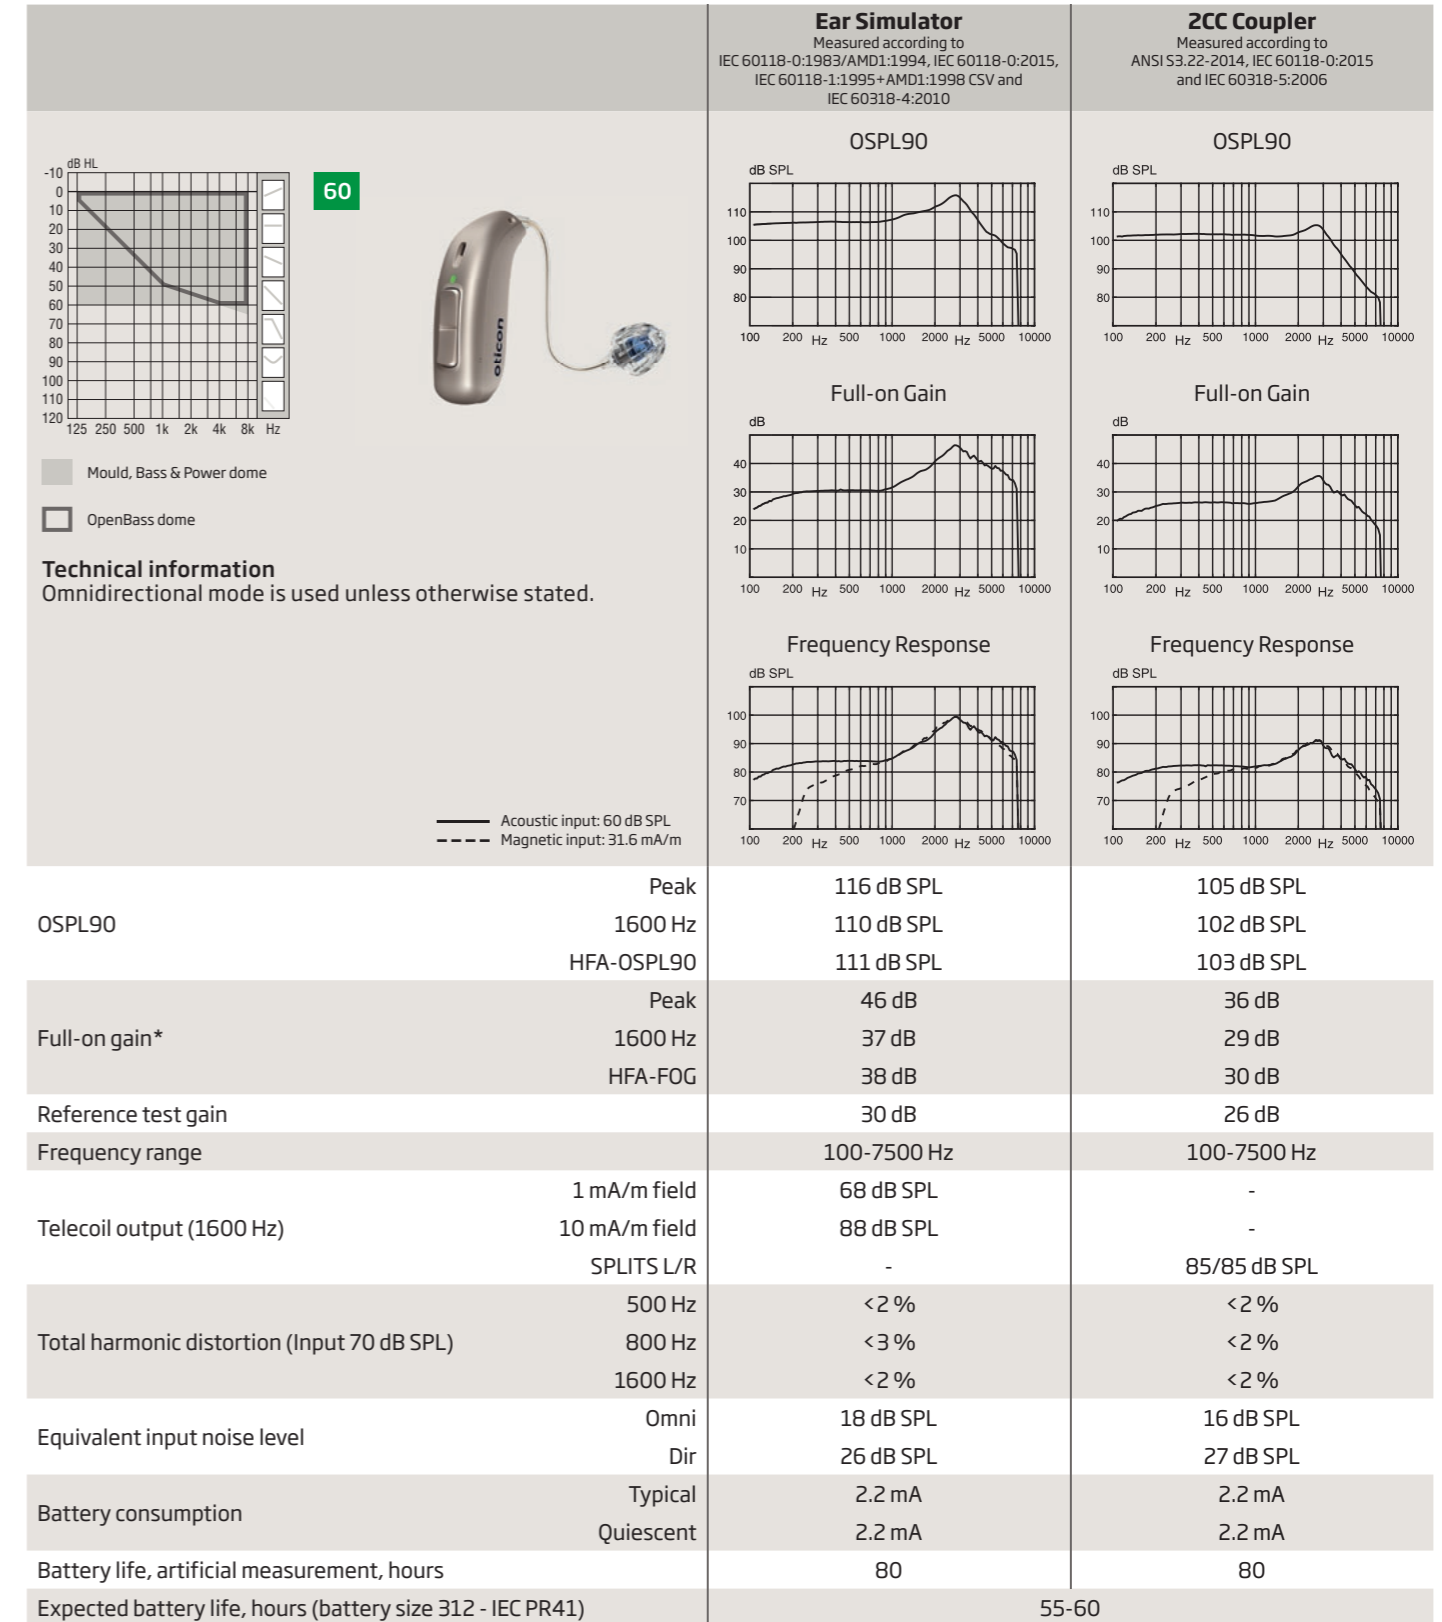 Ear Simulator
Measured according to
IEC 60118-0:1983/AMD1:1994, IEC 60118-0:2015,
IEC 60118-1:1995+AMD1:1998 CSV and
IEC 60318-4:2010
2CC Coupler
Measured according to
ANSI S3.22-2014, IEC 60118-0:2015
and IEC 60318-5:2006
dB HL
-10
0
10
20
30
40
50
60
70
80
90
100
110
120
125 250 500 1k 2k 4k 8k Hz
60
oticon
Mould, Bass & Power dome
OpenBass dome
Technical information
Omnidirectional mode is used unless otherwise stated.
Acoustic input: 60 dB SPL
Magnetic input: 31.6 mA/m
OSPL90
dB SPL
110
100
90
80
100 200 Hz 500 1000 2000 Hz 5000 10000
OSPL90
dB SPL
110
100
90
80
100 200 Hz 500 1000 2000 Hz 5000 10000
Full-on Gain
dB
40
30
20
10
100 200 Hz 500 1000 2000 Hz 5000 10000
Full-on Gain
dB
40
30
20
10
100 200 Hz 500 1000 2000 Hz 5000 10000
Frequency Response
dB SPL
100
90
80
70
100 200 Hz 500 1000 2000 Hz 5000 10000
Frequency Response
dB SPL
100
90
80
70
100 200 Hz 500 1000 2000 Hz 5000 10000
Peak 116 dB SPL 105 dB SPL
OSPL90 1600 Hz 110 dB SPL 102 dB SPL
HFA-OSPL90 111 dB SPL 103 dB SPL
Peak 46 dB 36 dB
Full-on gain* 1600 Hz 37 dB 29 dB
HFA-FOG 38 dB 30 dB
Reference test gain 30 dB 26 dB
Frequency range 100-7500 Hz 100-7500 Hz
1 mA/m field 68 dB SPL -
Telecoil output (1600 Hz) 10 mA/m field 88 dB SPL -
SPLITS L/R - 85/85 dB SPL
500 Hz <2 % <2 %
Total harmonic distortion (Input 70 dB SPL) 800 Hz <3 % <2 %
1600 Hz <2 % <2 %
Omni 18 dB SPL 16 dB SPL
Equivalent input noise level
Dir 26 dB SPL 27 dB SPL
Typical 2.2 mA 2.2 mA
Battery consumption
Quiescent 2.2 mA 2.2 mA
Battery life, artificial measurement, hours 80 80
Expected battery life, hours (battery size 312 - IEC PR41) 55-60